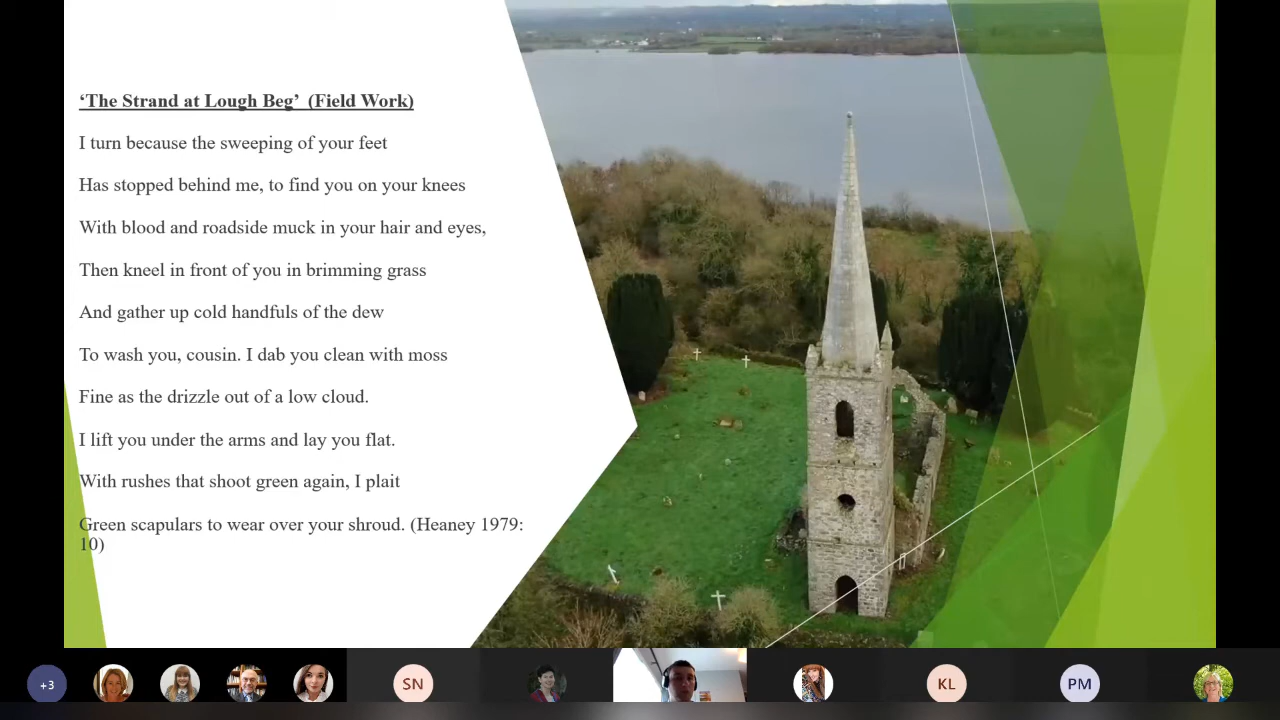 ‘The Strand at Lough Beg’ (Field Work)
I turn because the sweeping of your feet
Has stopped behind me, to find you on your knees
With blood and roadside muck in your hair and eyes,
Then kneel in front of you in brimming grass
And gather up cold handfuls of the dew
To wash you, cousin. I dab you clean with moss
Fine as the drizzle out of a low cloud.
I lift you under the arms and lay you flat.
With rushes that shoot green again, I plait
Green scapulars to wear over your shroud. (Heaney 1979:
10)
+3
SN
KL
PM